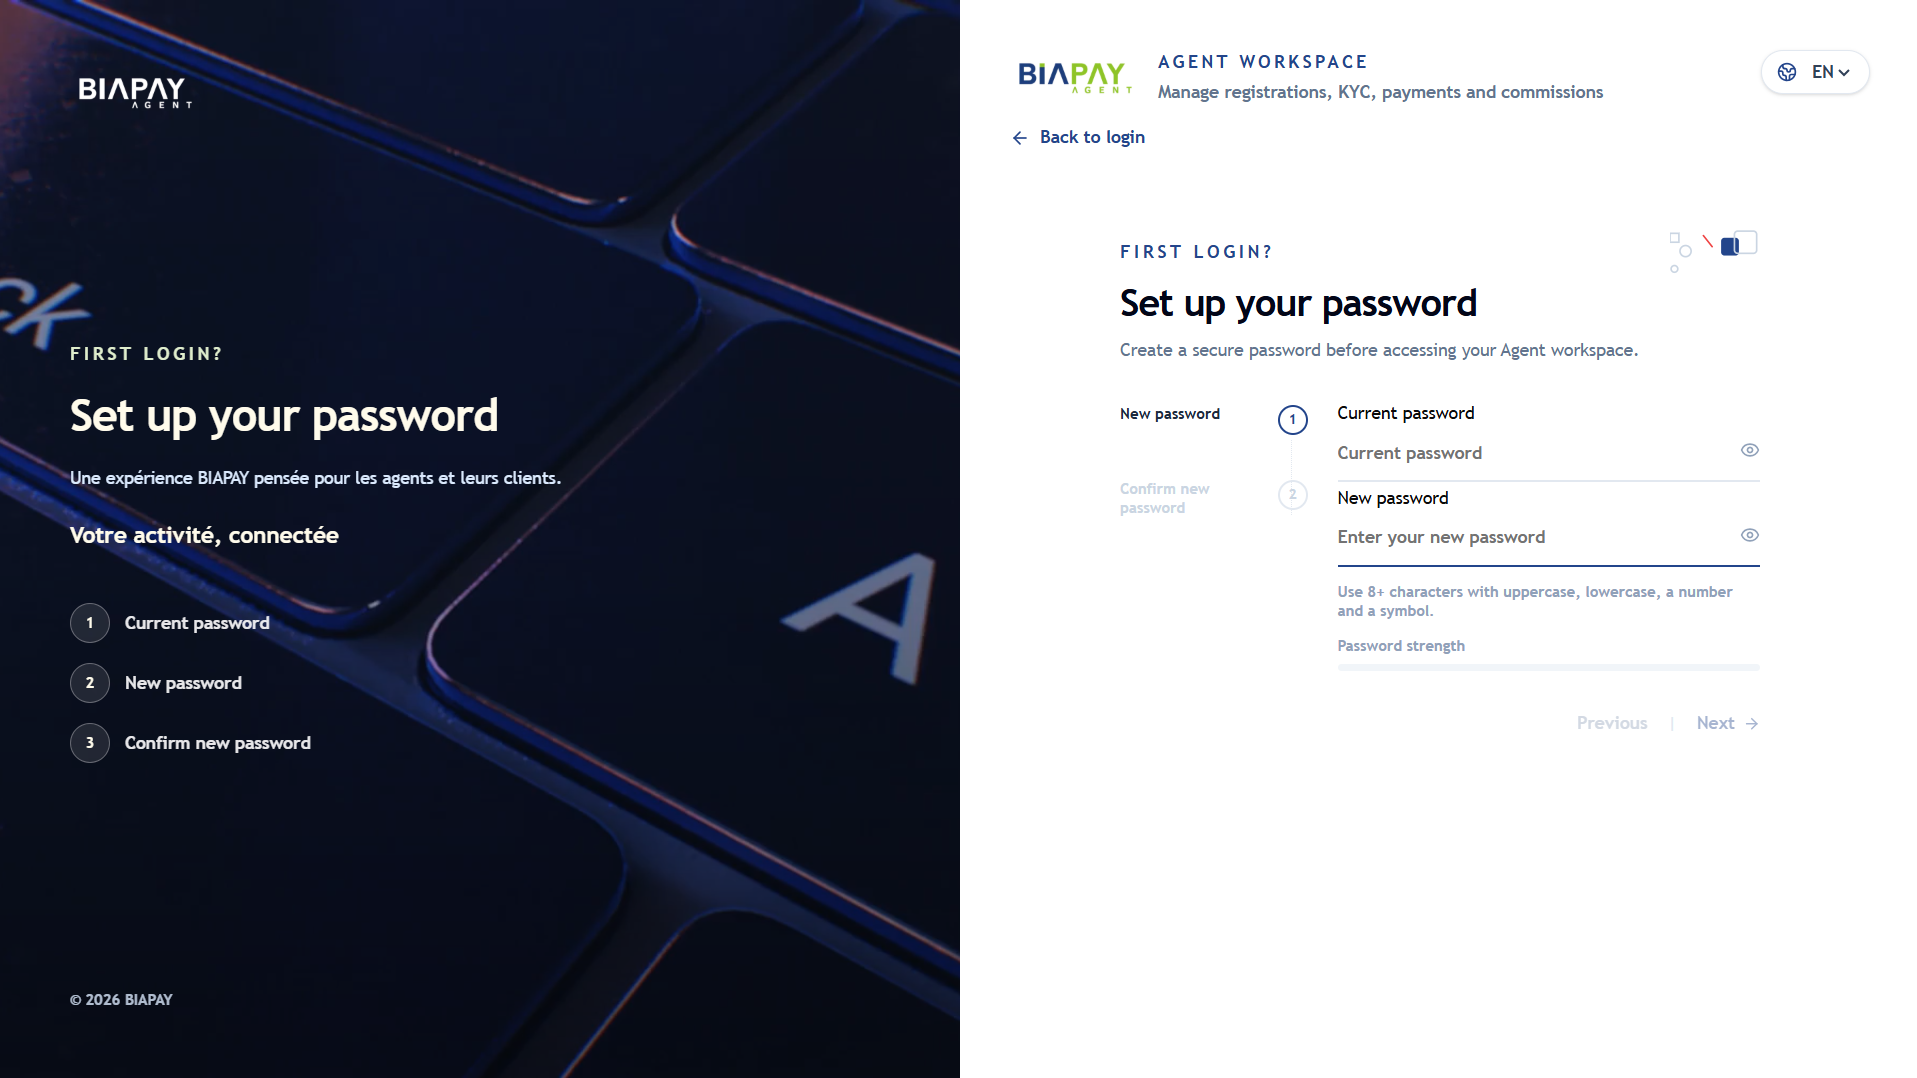 BIAPAY
AGENT
ck
FIRST LOGIN?
Set up your password
Une expérience BIAPAY pensée pour les agents et leurs clients.
Votre activité, connectée
1 Current password
2 New password
3 Confirm new password
A
© 2026 BIAPAY
BIAPAY
AGENT
AGENT WORKSPACE
Manage registrations, KYC, payments and commissions
EN
Back to login
FIRST LOGIN?
Set up your password
Create a secure password before accessing your Agent workspace.
New password
1
Confirm new
password
2
Current password
Current password
New password
Enter your new password
Use 8+ characters with uppercase, lowercase, a number
and a symbol.
Password strength
Previous | Next